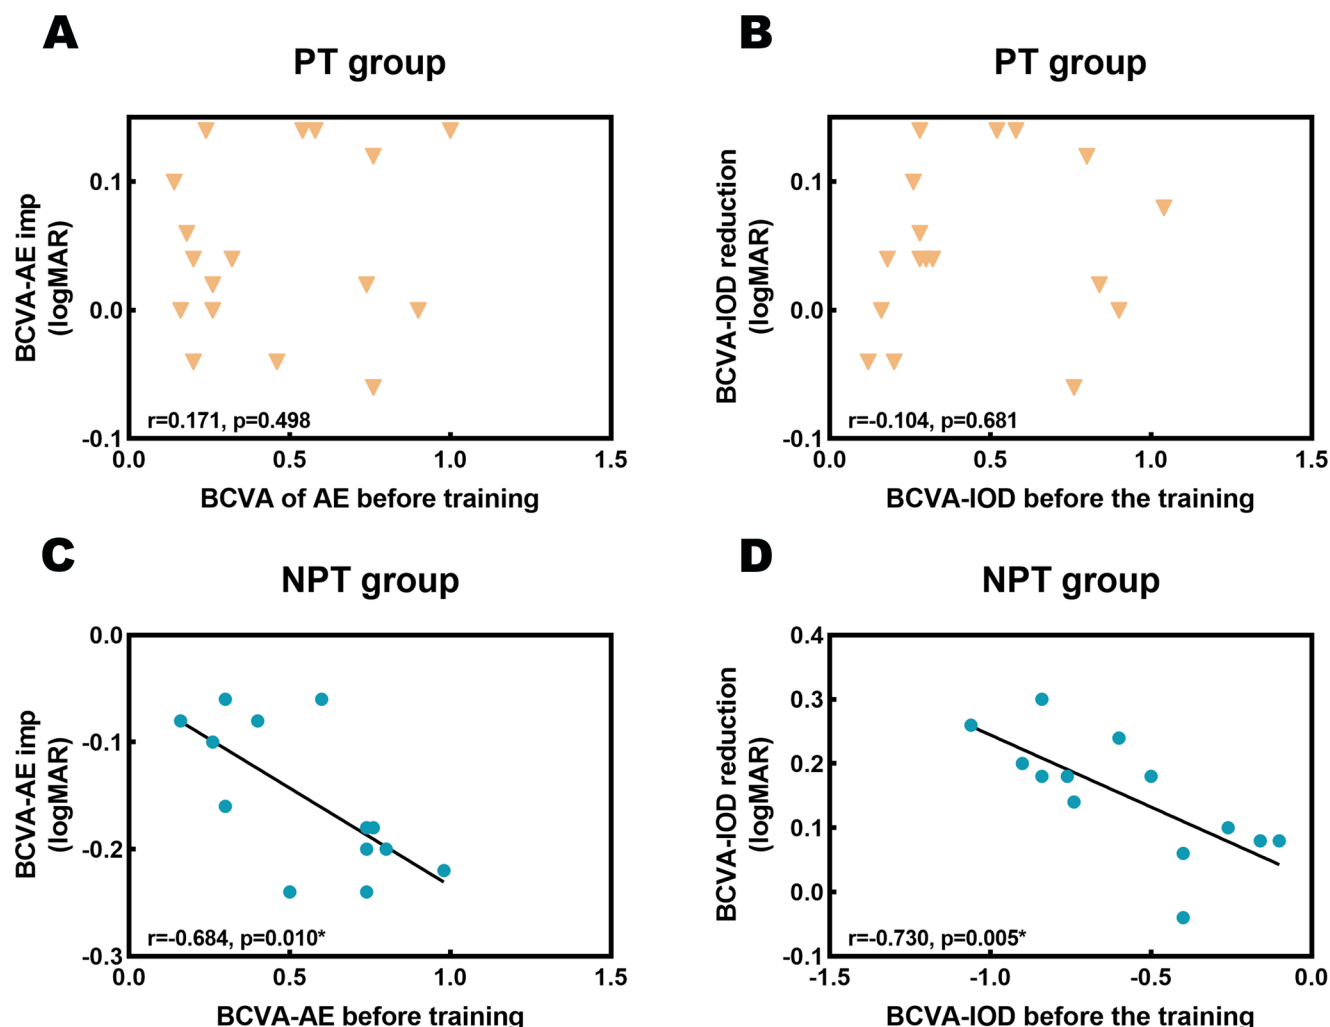 A
PT group
BCVA-AE imp
(logMAR)
0.1
0.0
-0.1
r=0.171, p=0.498
0.0 0.5 1.0 1.5
BCVA of AE before training
B
PT group
BCVA-IOD reduction
(logMAR)
0.1
0.0
-0.1
r=-0.104, p=0.681
0.0 0.5 1.0 1.5
BCVA-IOD before the training
C
NPT group
BCVA-AE imp
(logMAR)
0.0
-0.1
-0.2
-0.3
r=-0.684, p=0.010*
0.0 0.5 1.0 1.5
BCVA-AE before training
D
NPT group
BCVA-IOD reduction
(logMAR)
0.4
0.3
0.2
0.1
0.0
-0.1
r=-0.730, p=0.005*
-1.5 -1.0 -0.5 0.0
BCVA-IOD before the training